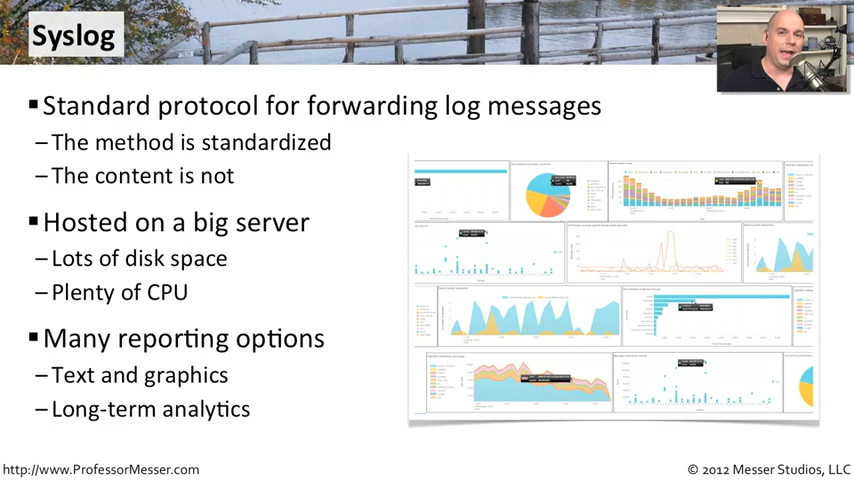 Syslog
▪Standard protocol for forwarding log messages
–The method is standardized
–The content is not
▪Hosted on a big server
–Lots of disk space
–Plenty of CPU
▪Many reporting options
–Text and graphics
–Long-term analytics
http://www.ProfessorMesser.com
© 2012 Messer Studios, LLC